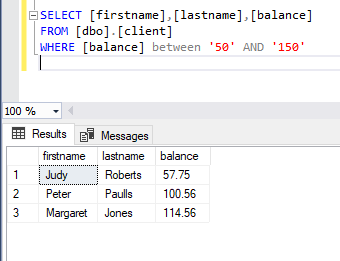 SELECT [firstname],[lastname],[balance]
FROM [dbo].[client]
WHERE [balance] between '50' AND '150'
100 %
Results Messages
firstname lastname balance
1 Judy Roberts 57.75
2 Peter Paulls 100.56
3 Margaret Jones 114.56